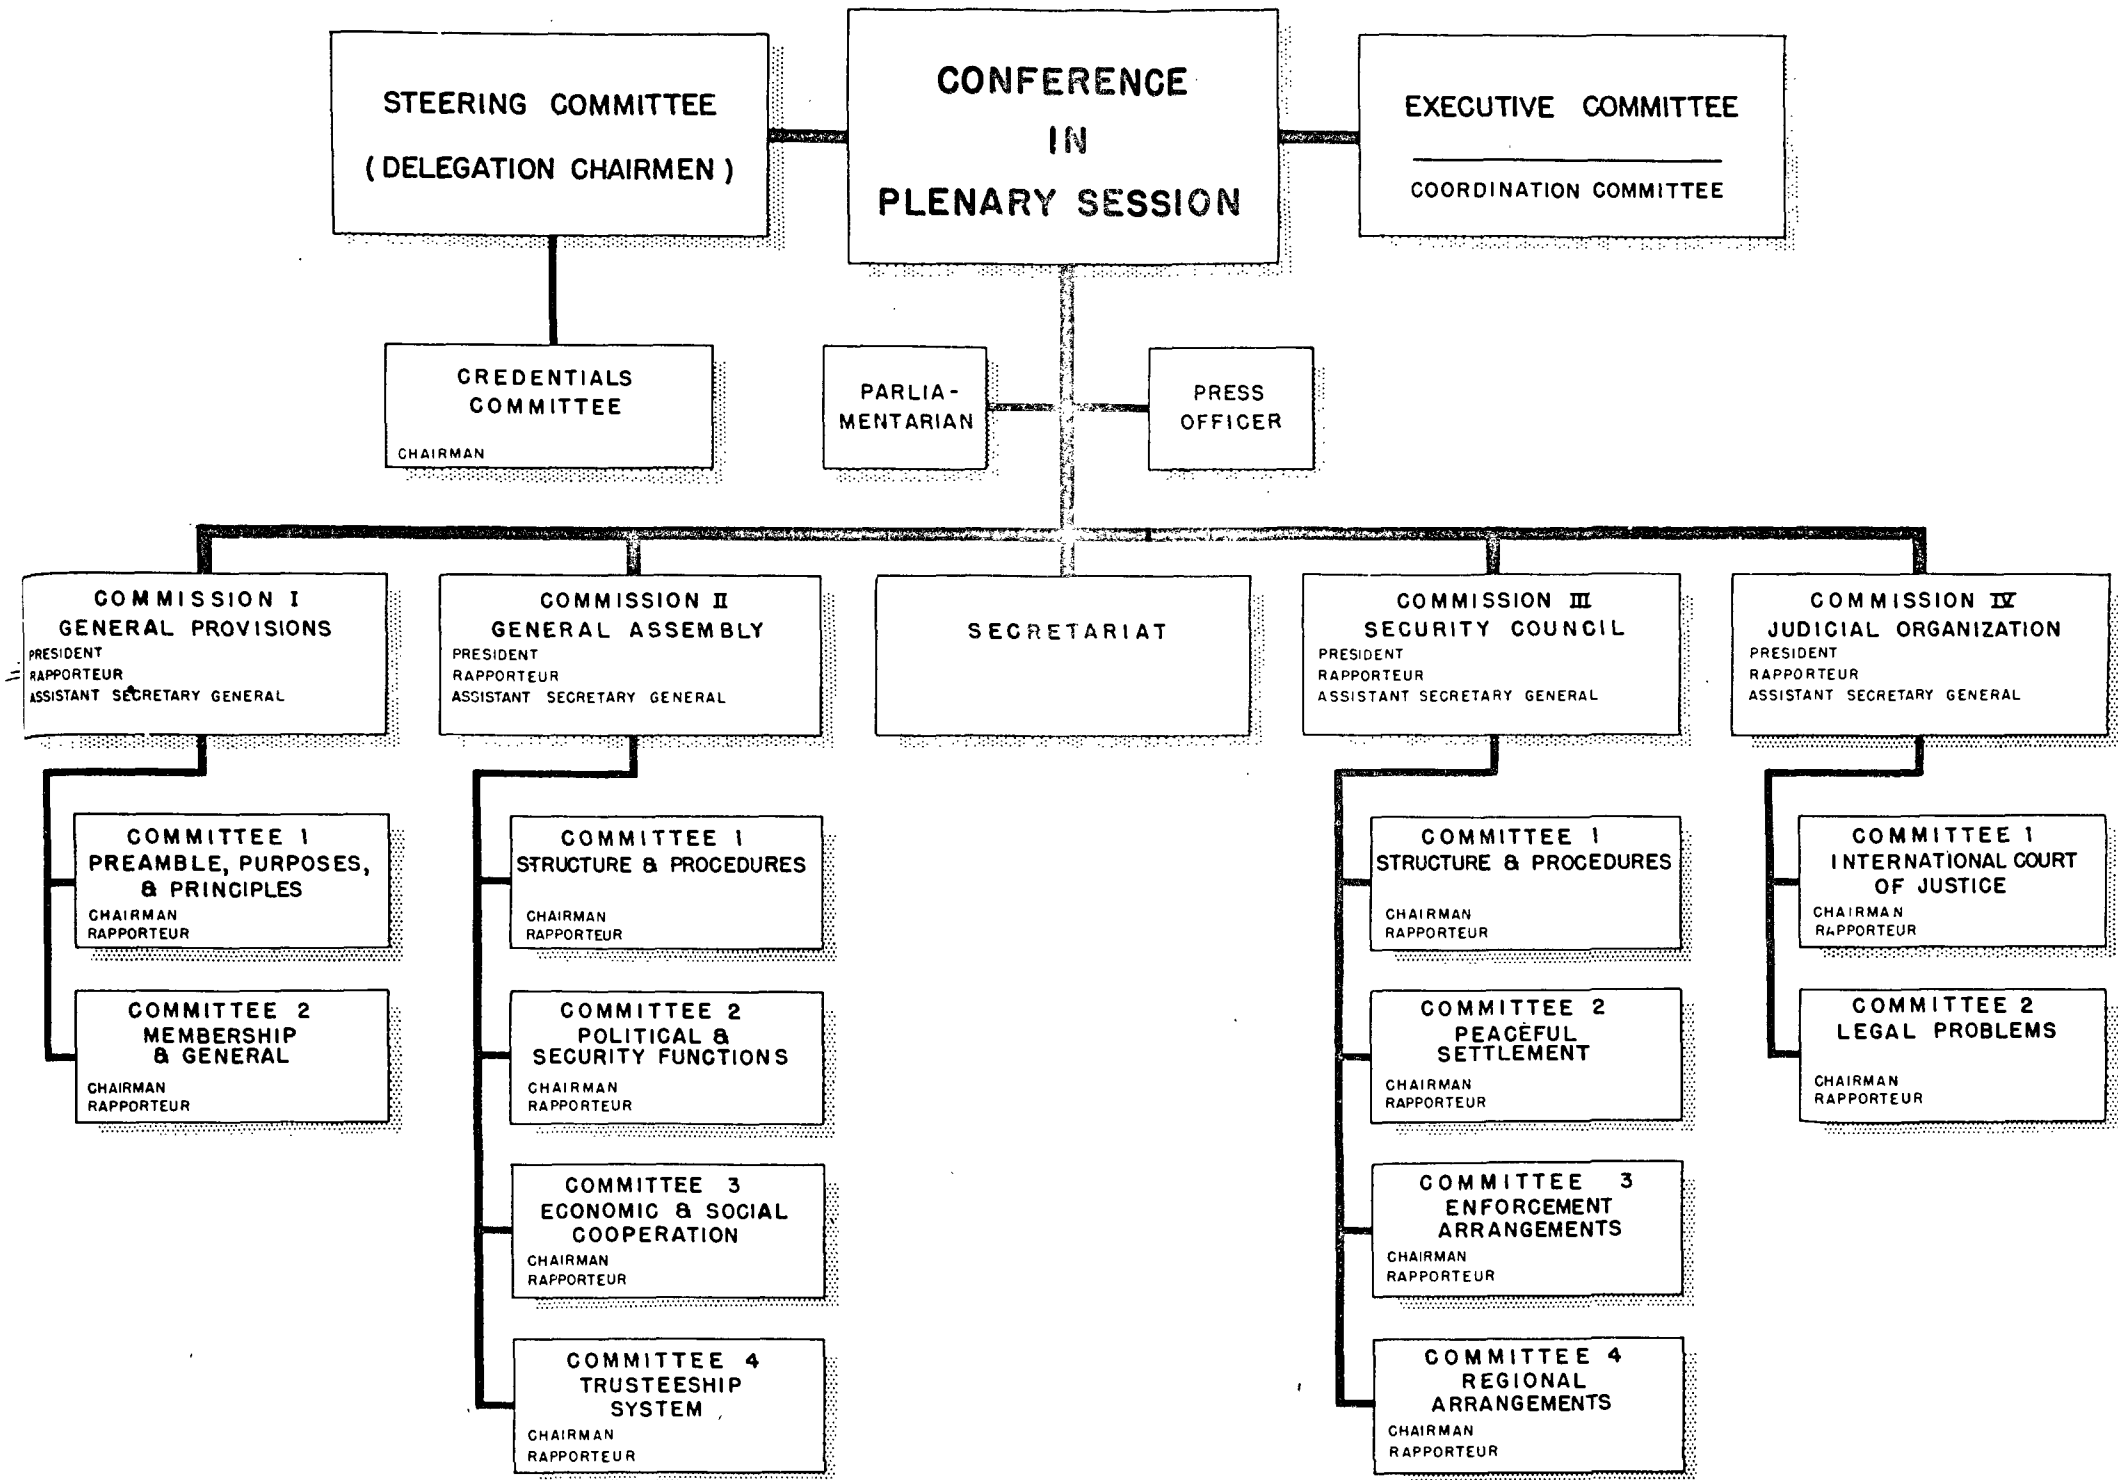 STEERING COMMITTEE
(DELEGATION CHAIRMEN)
CONFERENCE
IN
PLENARY SESSION
EXECUTIVE COMMITTEE
COORDINATION COMMITTEE
CREDENTIALS
COMMITTEE
CHAIRMAN
PARLIA-
MENTARIAN
PRESS
OFFICER
COMMISSION I
GENERAL PROVISIONS
PRESIDENT
RAPPORTEUR
ASSISTANT SECRETARY GENERAL
COMMISSION II
GENERAL ASSEMBLY
PRESIDENT
RAPPORTEUR
ASSISTANT SECRETARY GENERAL
SECRETARIAT
COMMISSION III
SECURITY COUNCIL
PRESIDENT
RAPPORTEUR
ASSISTANT SECRETARY GENERAL
COMMISSION IV
JUDICIAL ORGANIZATION
PRESIDENT
RAPPORTEUR
ASSISTANT SECRETARY GENERAL
COMMITTEE 1
PREAMBLE, PURPOSES,
& PRINCIPLES
CHAIRMAN
RAPPORTEUR
COMMITTEE 2
MEMBERSHIP
& GENERAL
CHAIRMAN
RAPPORTEUR
COMMITTEE 1
STRUCTURE & PROCEDURES
CHAIRMAN
RAPPORTEUR
COMMITTEE 2
POLITICAL &
SECURITY FUNCTIONS
CHAIRMAN
RAPPORTEUR
COMMITTEE 3
ECONOMIC & SOCIAL
COOPERATION
CHAIRMAN
RAPPORTEUR
COMMITTEE 4
TRUSTEESHIP
SYSTEM
CHAIRMAN
RAPPORTEUR
COMMITTEE 1
STRUCTURE & PROCEDURES
CHAIRMAN
RAPPORTEUR
COMMITTEE 2
PEACEFUL
SETTLEMENT
CHAIRMAN
RAPPORTEUR
COMMITTEE 3
ENFORCEMENT
ARRANGEMENTS
CHAIRMAN
RAPPORTEUR
COMMITTEE 4
REGIONAL
ARRANGEMENTS
CHAIRMAN
RAPPORTEUR
COMMITTEE 1
INTERNATIONAL COURT
OF JUSTICE
CHAIRMAN
RAPPORTEUR
COMMITTEE 2
LEGAL PROBLEMS
CHAIRMAN
RAPPORTEUR